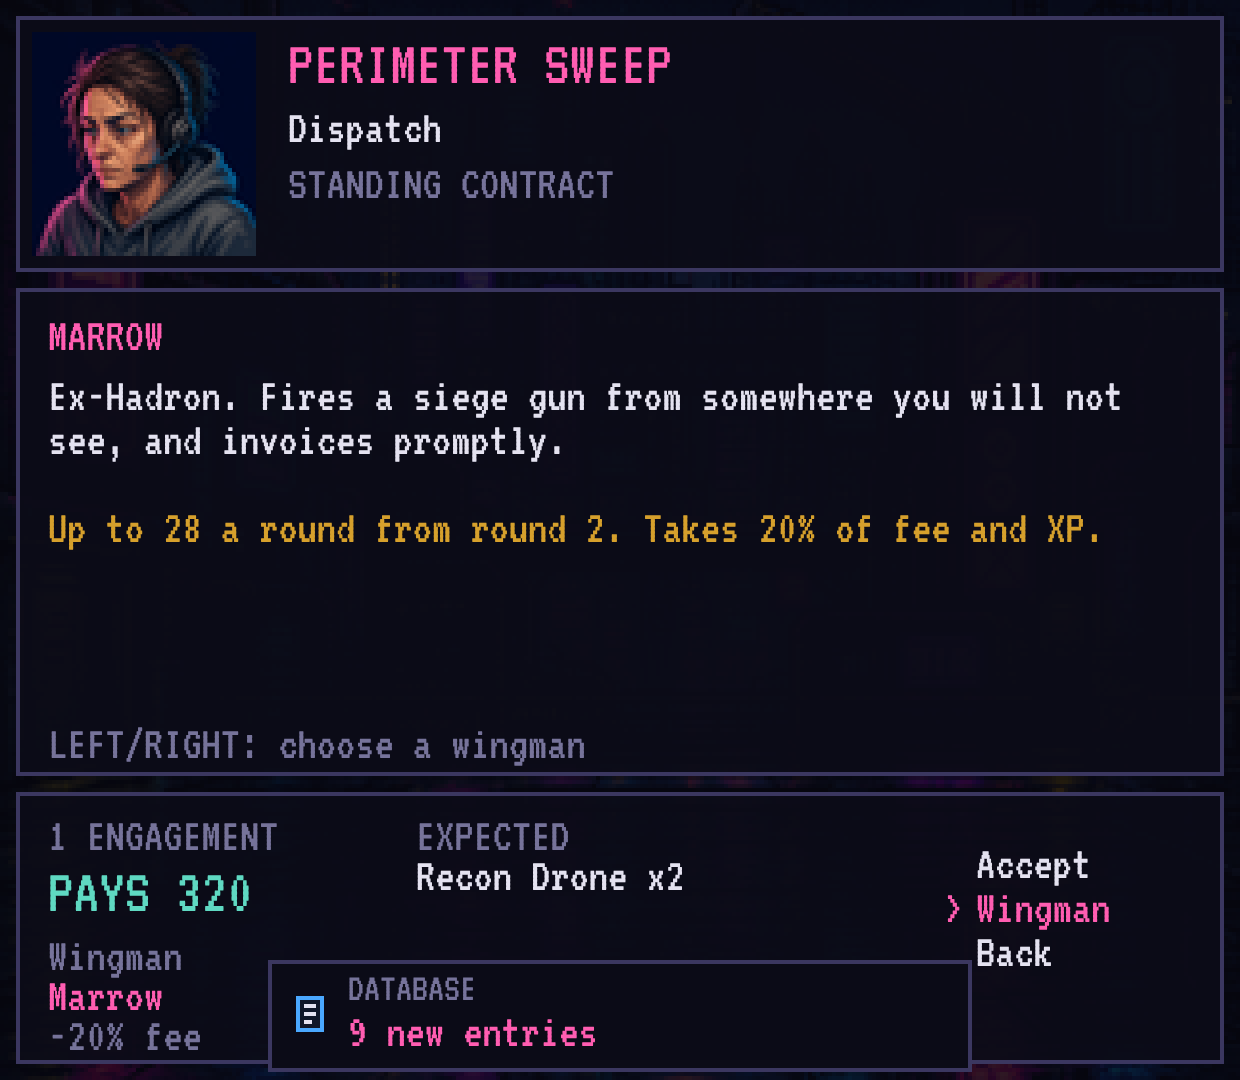 PERIMETER SWEEP
Dispatch
STANDING CONTRACT
MARROW
Ex-Hadron. Fires a siege gun from somewhere you will not
see, and invoices promptly.
Up to 28 a round from round 2. Takes 20% of fee and XP.
LEFT/RIGHT: choose a wingman
1 ENGAGEMENT
PAYS 320
Wingman
Marrow
-20% fee
EXPECTED
Recon Drone x2
Accept
> Wingman
Back
DATABASE
9 new entries